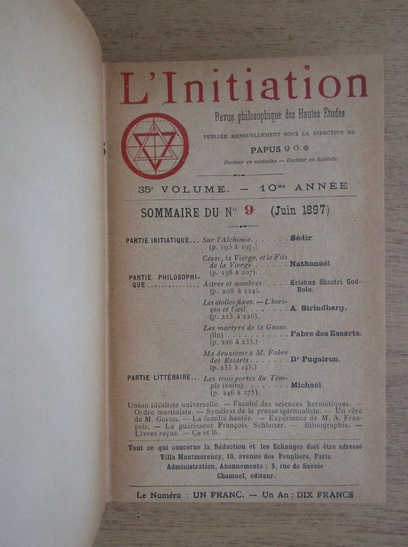 L'Initiation
Revue philosophique des Hautes Études
PUBLIÉE MENSUELLEMENT SOUS LA DIRECTION DE
PAPUS
Docteur en médecine — Docteur en kabbale
35e VOLUME. — 10me ANNÉE
SOMMAIRE DU No 9 (Juin 1897)
PARTIE INITIATIQUE... Sur l'Alchimie...... Sédir.
(p. 193 à 197.)
César, la Vierge, et le Fils
de la Vierge...... Nathanaël.
(p. 198 à 207).
PARTIE PHILOSOPHI-
QUE............... Astres et nombres..... Krishna Shastri God-
(p. 208 à 224). Bole.
Les étoiles fixes. — L'hori-
zon et l'œil...... A Strindberg.
(p. 223 à 226).
Les martyrs de la Gnose.
(fin)........ Fabre des Essarts.
(p. 226 à 235.)
Ma deuxième à M. Fabre
des Essarts...... Dr Fugairon.
(p. 235 à 245.)
PARTIE LITTÉRAIRE... Les trois portes du Tem-
ple (suite)...... Michaël
(p. 246 à 273).
Union idéaliste universelle. — Faculté des sciences hermétiques. —
Ordre martiniste. — Syndicat de la presse spiritualiste. — Un rêve
de M. Goron. — La famille hantée. — Expérience de M. A. Fran-
çois. — Le guérisseur François Schlatter. — Bibliographie. —
Livres reçus. — Ça et là.
Tout ce qui concerne la Rédaction et les Echanges doit être adressé
Villa Montmorency, 10, avenue des Peupliers, Paris.
Administration, Abonnements : 5, rue de Savoie
Chamuel, éditeur.
Le Numéro : UN FRANC. — Un An : DIX FRANCS